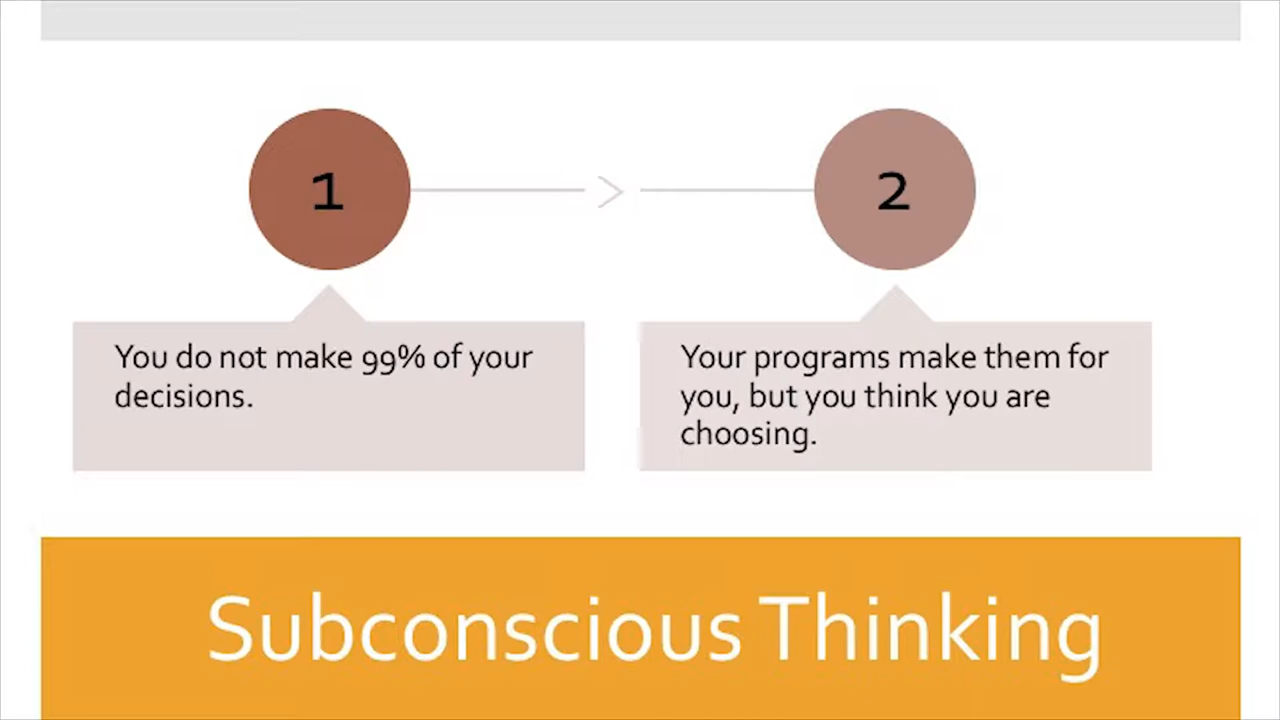 1
2
You do not make 99% of your
decisions.
Your programs make them for
you, but you think you are
choosing.
Subconscious Thinking